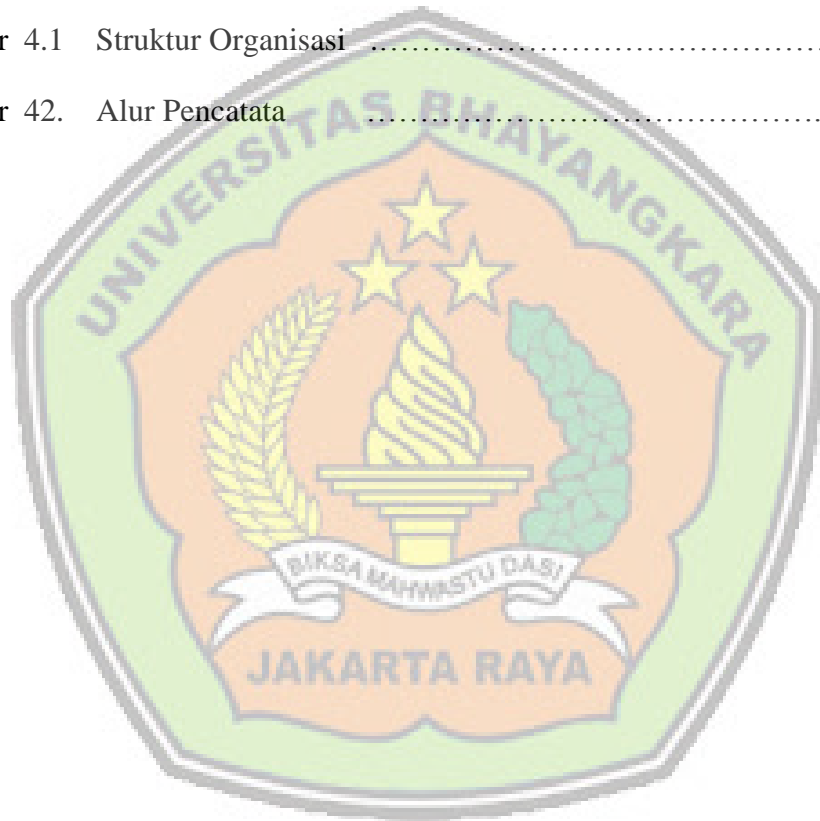 r 4.1 Struktur Organisasi ..........................................
r 42. Alur Pencatata ..........................................
UNIVERSITAS BHAYANGKARA
BIKSA MAHWASTU DASI
JAKARTA RAYA